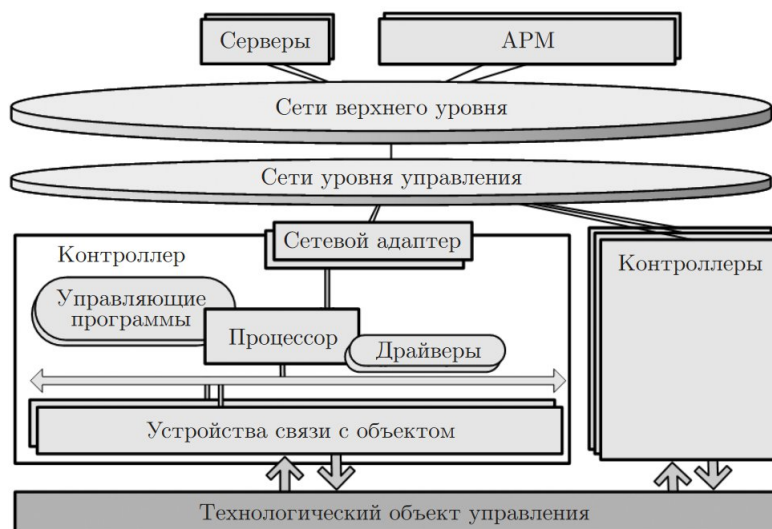 Серверы
АРМ
Сети верхнего уровня
Сети уровня управления
Сетевой адаптер
Контроллер
Контроллеры
Управляющие
программы
Процессор
Драйверы
Устройства связи с объектом
Технологический объект управления